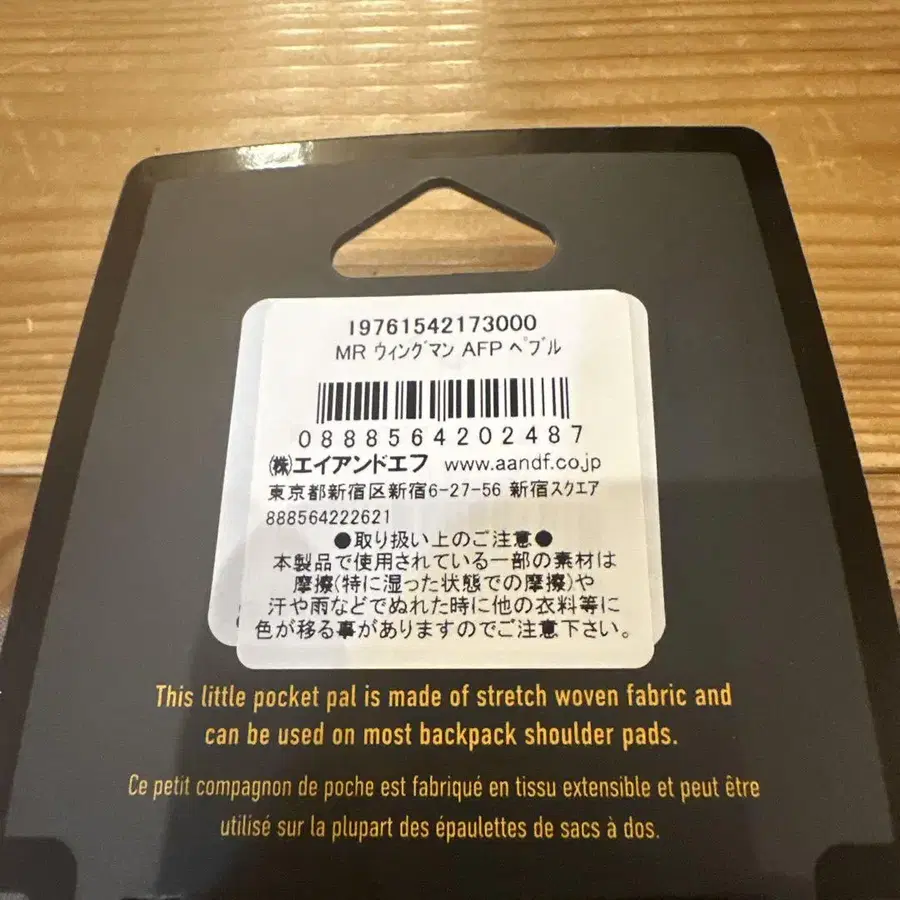 19761542173000
MR ウィングマン AFP ペブル
0888564202487
㈱エイアンドエフ www.aandf.co.jp
東京都新宿区新宿6-27-56 新宿スクエア
888564222621
●取り扱い上のご注意●
本製品で使用されている一部の素材は
摩擦(特に湿った状態での摩擦)や
汗や雨などでぬれた時に他の衣料等に
色が移る事がありますのでご注意下さい。
This little pocket pal is made of stretch woven fabric and
can be used on most backpack shoulder pads.
Ce petit compagnon de poche est fabriqué en tissu extensible et peut être
utilisé sur la plupart des épaulettes de sacs à dos.